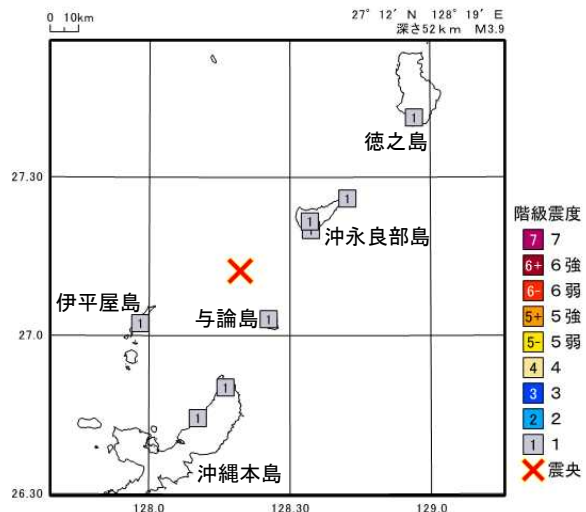 0 10km
27° 12′ N 128° 19′ E
深さ52km M3.9
1
徳之島
27.30
1
1
1
沖永良部島
伊平屋島
1
与論島
1
27.0
1
1
沖縄本島
26.30
128.0
128.30
129.0
階級震度
7 7
6+ 6強
6- 6弱
5+ 5強
5- 5弱
4 4
3 3
2 2
1 1
震央